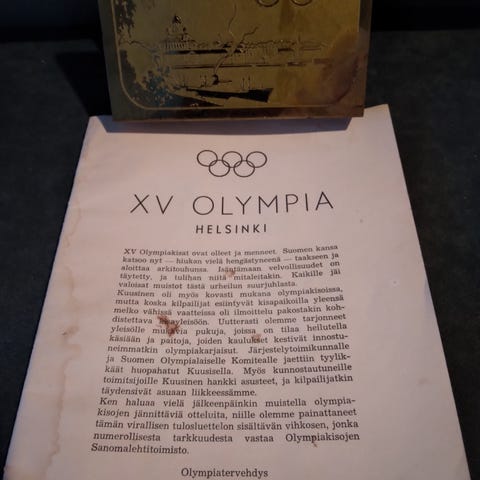 XV OLYMPIA
HELSINKI
XV Olympiakisat ovat olleet ja menneet. Suomen kansa
katsoo nyt — hiukan vielä hengästyneenä — taakseen ja
aloittaa arkitouhunsa. Isäntämaan velvollisuudet on
täytetty, ja tulihan niitä mitaleitakin. Kaikille jäi
valoisat muistot tästä urheilun suurjuhlasta.
Kuusinen oli myös kovasti mukana olympiakisoissa,
mutta koska kilpailijat esiintyvät kisapaikoilla yleensä
melko vähissä vaatteissa oli ilmoittelu pakostakin koh-
distettava yleisöön. Uutterasti olemme tarjonneet
yleisölle mukavia pukuja, joissa on tilaa heilutella
käsiään ja paitoja, joiden kaulukset kestivät innostu-
neimmatkin olympiakarjaisut. Järjestelytoimikunnalle
ja Suomen Olympialaiselle Komitealle jaettiin tyylik-
käät huopahatut Kuusisella. Myös kunnostautuneille
toimitsijoille Kuusinen hankki asusteet, ja kilpailijatkin
täydensivät asuaan liikkeessämme.
Ken haluaa vielä jälkeenpäinkin muistella olympia-
kisojen jännittäviä otteluita, niille olemme painattaneet
tämän virallisen tulosluettelon sisältävän vihkosen, jonka
numerollisesta tarkkuudesta vastaa Olympiakisojen
Sanomalehtitoimisto.
Olympiatervehdys